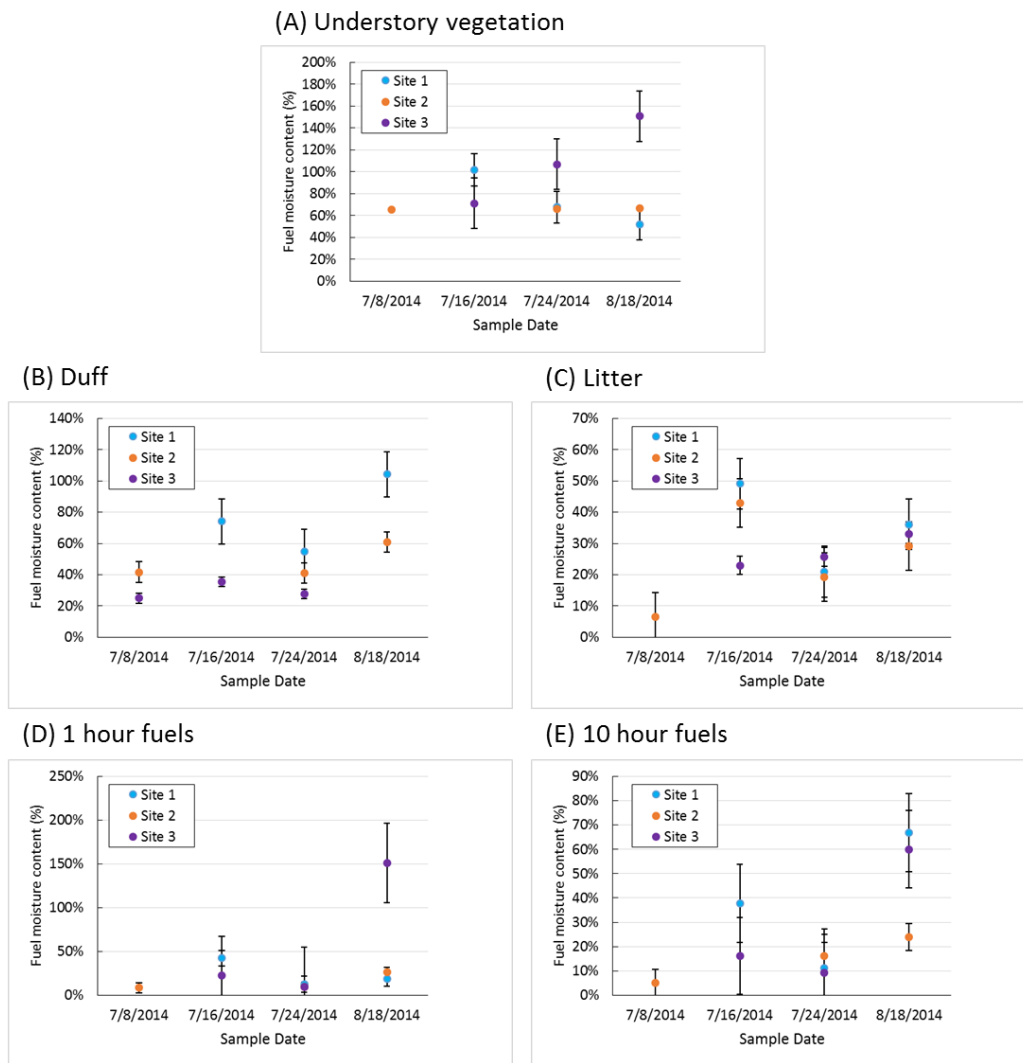 (A) Understory vegetation
Fuel moisture content (%)
200%
180%
160%
140%
120%
100%
80%
60%
40%
20%
0%
Site 1
Site 2
Site 3
7/8/2014 7/16/2014 7/24/2014 8/18/2014
Sample Date
(B) Duff
Fuel moisture content (%)
140%
120%
100%
80%
60%
40%
20%
0%
Site 1
Site 2
Site 3
7/8/2014 7/16/2014 7/24/2014 8/18/2014
Sample Date
(C) Litter
Fuel moisture content (%)
70%
60%
50%
40%
30%
20%
10%
0%
Site 1
Site 2
Site 3
7/8/2014 7/16/2014 7/24/2014 8/18/2014
Sample Date
(D) 1 hour fuels
Fuel moisture content (%)
250%
200%
150%
100%
50%
0%
Site 1
Site 2
Site 3
7/8/2014 7/16/2014 7/24/2014 8/18/2014
Sample Date
(E) 10 hour fuels
Fuel moisture content (%)
90%
80%
70%
60%
50%
40%
30%
20%
10%
0%
Site 1
Site 2
Site 3
7/8/2014 7/16/2014 7/24/2014 8/18/2014
Sample Date